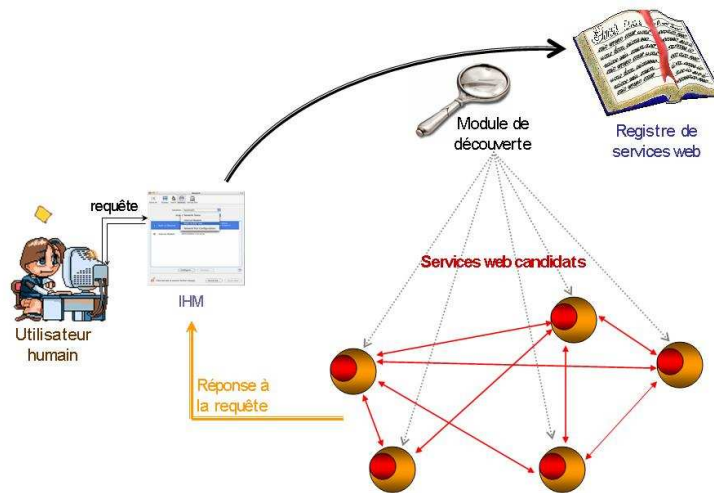 Module de
découverte
Registre de
services web
requête
Services web candidats
IHM
Utilisateur
humain
Réponse à
la requête